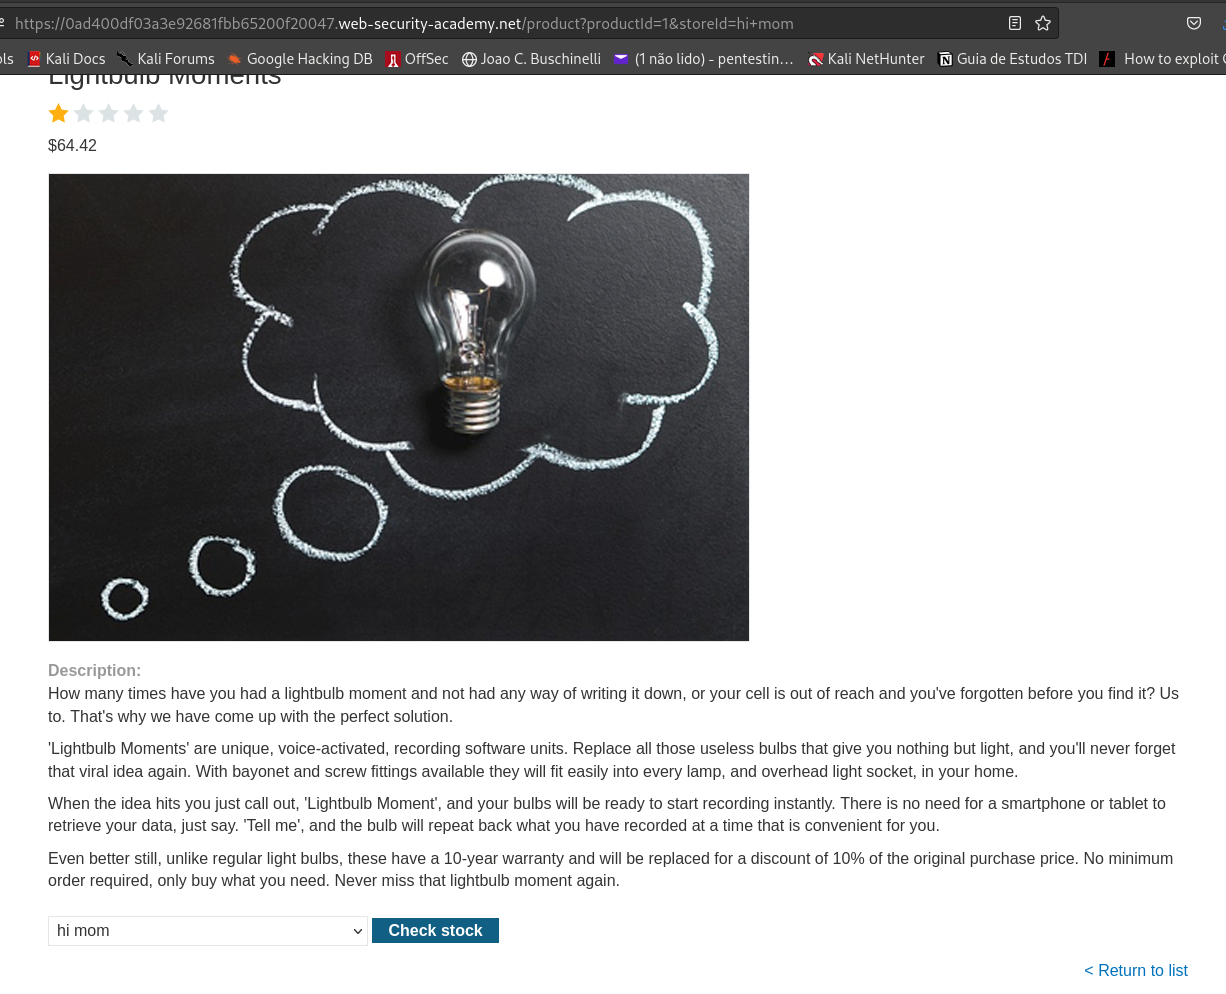 https://0ad400df03a3e92681fbb65200f20047.web-security-academy.net/product?productId=1&storeId=hi+mom
ols Kali Docs Kali Forums Google Hacking DB OffSec Joao C. Buschinelli (1 não lido) - pentestin… Kali NetHunter Guia de Estudos TDI How to exploit
Lightbulb Moments
$64.42
Description:
How many times have you had a lightbulb moment and not had any way of writing it down, or your cell is out of reach and you've forgotten before you find it? Us
to. That's why we have come up with the perfect solution.
'Lightbulb Moments' are unique, voice-activated, recording software units. Replace all those useless bulbs that give you nothing but light, and you'll never forget
that viral idea again. With bayonet and screw fittings available they will fit easily into every lamp, and overhead light socket, in your home.
When the idea hits you just call out, 'Lightbulb Moment', and your bulbs will be ready to start recording instantly. There is no need for a smartphone or tablet to
retrieve your data, just say. 'Tell me', and the bulb will repeat back what you have recorded at a time that is convenient for you.
Even better still, unlike regular light bulbs, these have a 10-year warranty and will be replaced for a discount of 10% of the original purchase price. No minimum
order required, only buy what you need. Never miss that lightbulb moment again.
hi mom Check stock
< Return to list